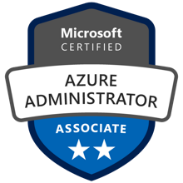 Microsoft
CERTIFIED
AZURE
ADMINISTRATOR
ASSOCIATE